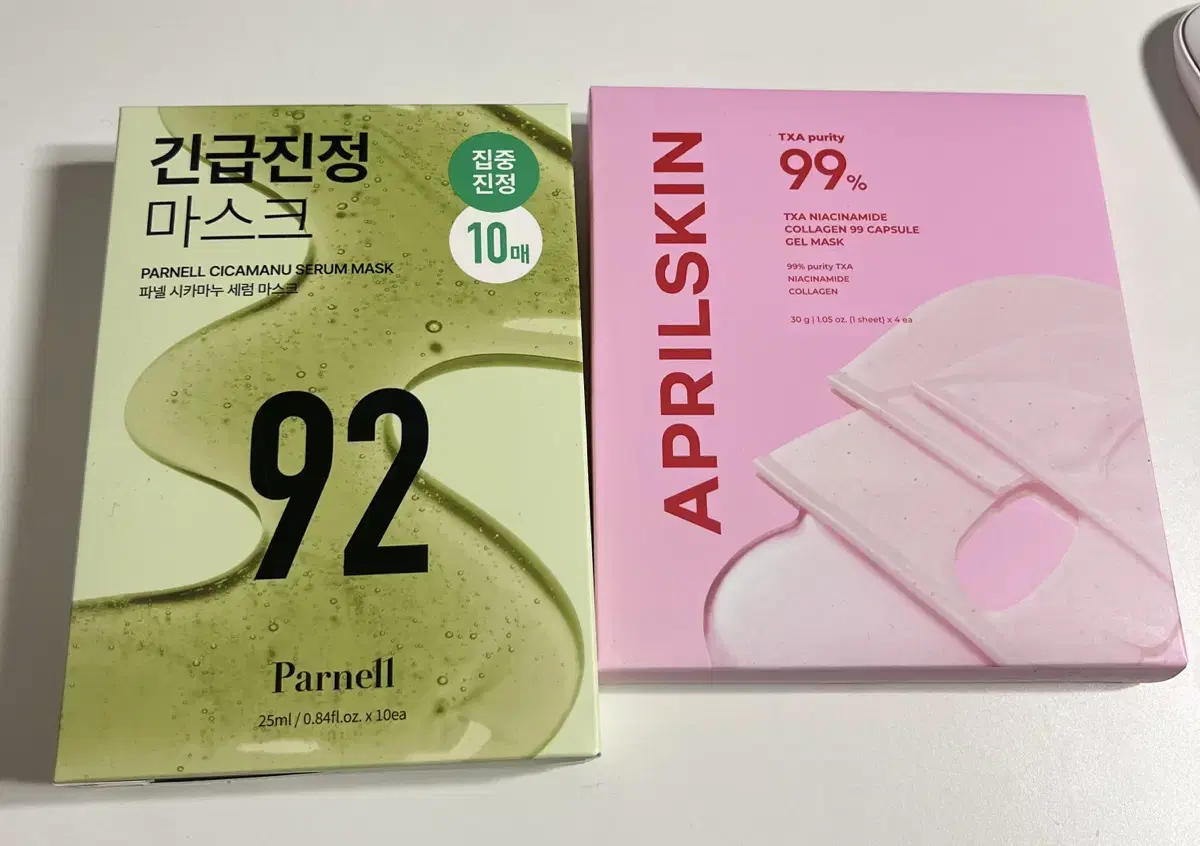 긴급진정
마스크
PARNELL CICAMANU SERUM MASK
파넬 시카마누 세럼 마스크
집중
진정
10매
92
Parnell
25ml / 0.84fl.oz. x 10ea
APRILSKIN
TXA purity
99%
TXA NIACINAMIDE
COLLAGEN 99 CAPSULE
GEL MASK
99% purity TXA
NIACINAMIDE
COLLAGEN
30 g | 1.05 oz. (1 sheet) x 4 ea